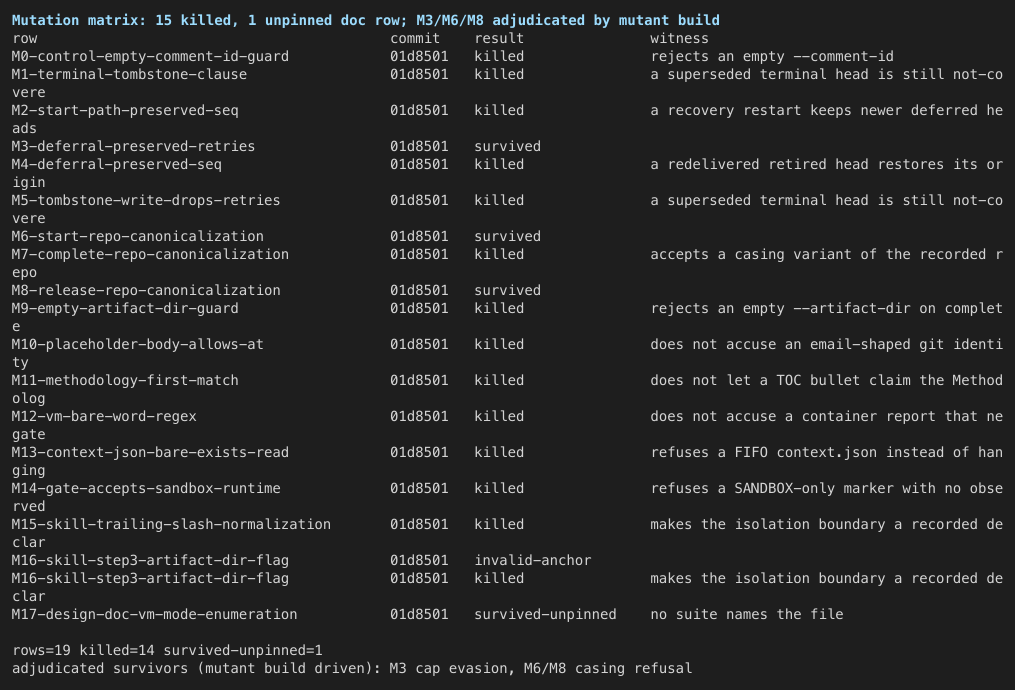 Mutation matrix: 15 killed, 1 unpinned doc row; M3/M6/M8 adjudicated by mutant build
row commit result witness
M0-control-empty-comment-id-guard 01d8501 killed rejects an empty --comment-id
M1-terminal-tombstone-clause 01d8501 killed a superseded terminal head is still not-co
vere
M2-start-path-preserved-seq 01d8501 killed a recovery restart keeps newer deferred he
ads
M3-deferral-preserved-retries 01d8501 survived
M4-deferral-preserved-seq 01d8501 killed a redelivered retired head restores its or
igin
M5-tombstone-write-drops-retries 01d8501 killed a superseded terminal head is still not-co
vere
M6-start-repo-canonicalization 01d8501 survived
M7-complete-repo-canonicalization 01d8501 killed accepts a casing variant of the recorded r
epo
M8-release-repo-canonicalization 01d8501 survived
M9-empty-artifact-dir-guard 01d8501 killed rejects an empty --artifact-dir on complet
e
M10-placeholder-body-allows-at 01d8501 killed does not accuse an email-shaped git identi
ty
M11-methodology-first-match 01d8501 killed does not let a TOC bullet claim the Method
olog
M12-vm-bare-word-regex 01d8501 killed does not accuse a container report that ne
gate
M13-context-json-bare-exists-read 01d8501 killed refuses a FIFO context.json instead of han
ging
M14-gate-accepts-sandbox-runtime 01d8501 killed refuses a SANDBOX-only marker with no obse
rved
M15-skill-trailing-slash-normalization 01d8501 killed makes the isolation boundary a recorded de
clar
M16-skill-step3-artifact-dir-flag 01d8501 invalid-anchor
M16-skill-step3-artifact-dir-flag 01d8501 killed makes the isolation boundary a recorded de
clar
M17-design-doc-vm-mode-enumeration 01d8501 survived-unpinned no suite names the file
rows=19 killed=14 survived-unpinned=1
adjudicated survivors (mutant build driven): M3 cap evasion, M6/M8 casing refusal